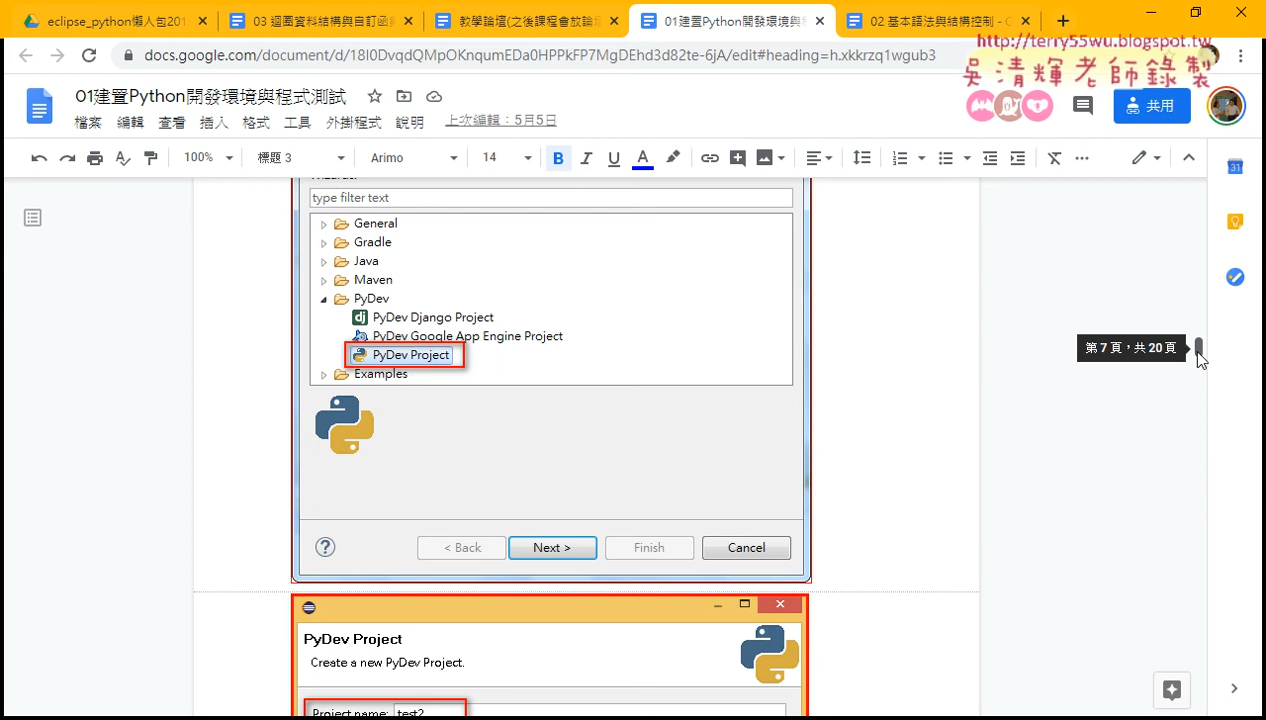 eclipse_python懶人包201
03 迴圈資料結構與自訂函
教學論壇(之後課程會放論
01建置Python開發環境與
02 基本語法與結構控制 - G
docs.google.com/document/d/18I0DvqdQMpOKnqumEDa0HPPkFP7MgDEhd3d82te-6jA/edit#heading=h.xkkrzq1wgub3
http://terry55wu.blogspot.tw
吳清輝老師錄製
01建置Python開發環境與程式測試
共用
檔案 編輯 查看 插入 格式 工具 外掛程式 說明 上次編輯：5月5日
100% 標題 3 Arimo 14 B I U A
31
type filter text
General
Gradle
Java
Maven
PyDev
dj PyDev Django Project
PyDev Google App Engine Project
PyDev Project
Examples
第 7 頁，共 20 頁
? < Back Next > Finish Cancel
PyDev Project
Create a new PyDev Project.
Project name: test2